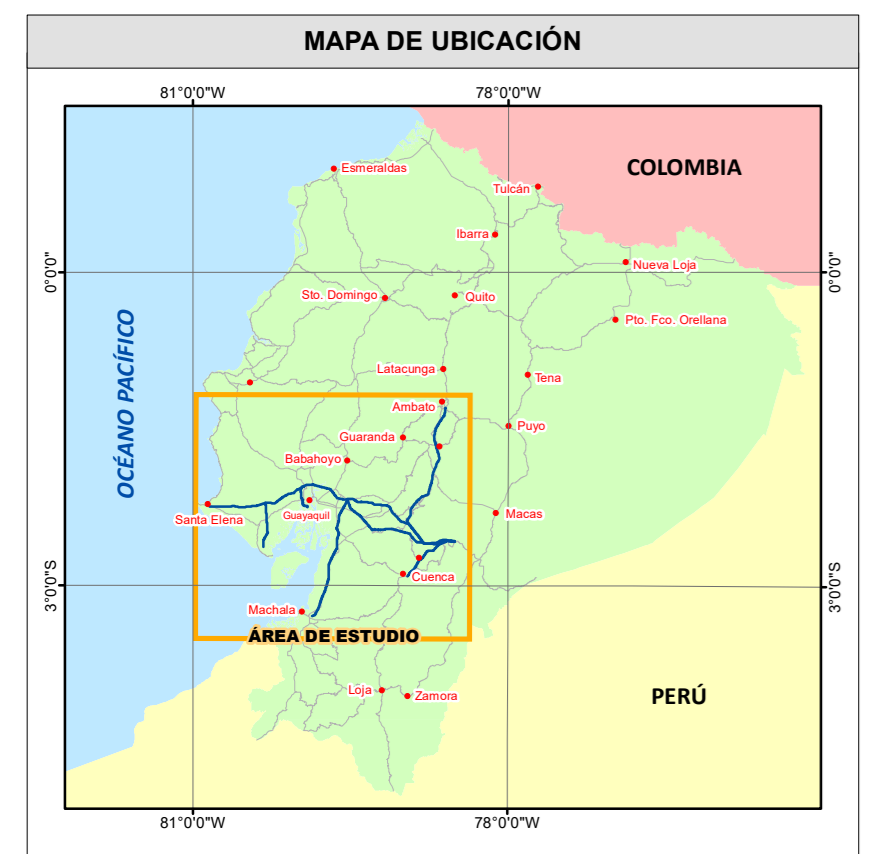 MAPA DE UBICACIÓN
81°0'0"W
78°0'0"W
COLOMBIA
Esmeraldas
Tulcán
Ibarra
Nueva Loja
0°0'0"
0°0'0"
Sto. Domingo
Quito
Pto. Fco. Orellana
OCÉANO PACÍFICO
Latacunga
Tena
Ambato
Puyo
Guaranda
Babahoyo
Santa Elena
Guayaquil
Macas
Cuenca
3°0'0"S
3°0'0"S
Machala
ÁREA DE ESTUDIO
Loja
Zamora
PERÚ
81°0'0"W
78°0'0"W